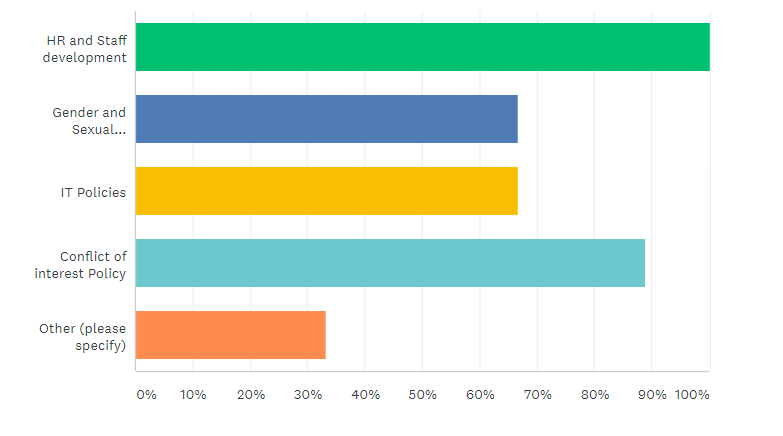 HR and Staff
development
Gender and
Sexual...
IT Policies
Conflict of
interest Policy
Other (please
specify)
0% 10% 20% 30% 40% 50% 60% 70% 80% 90% 100%